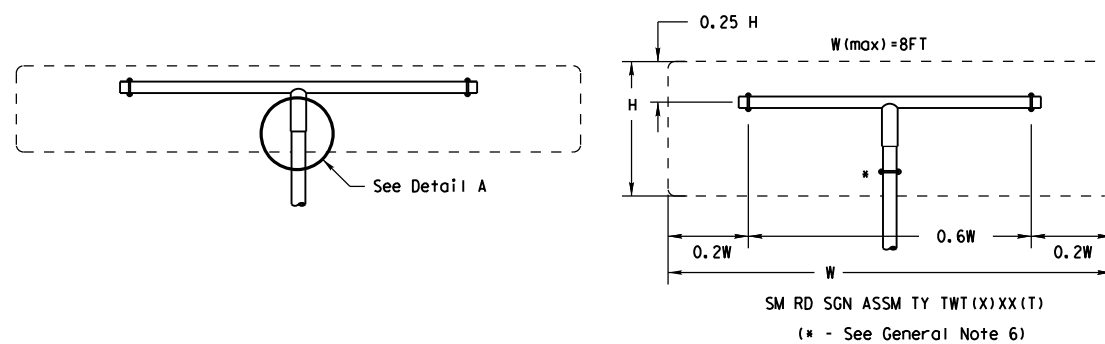 See Detail A
0.25 H
W(max)=8FT
H
*
0.2W
0.6W
0.2W
W
SM RD SGN ASSM TY TWT(X)XX(T)
(* - See General Note 6)